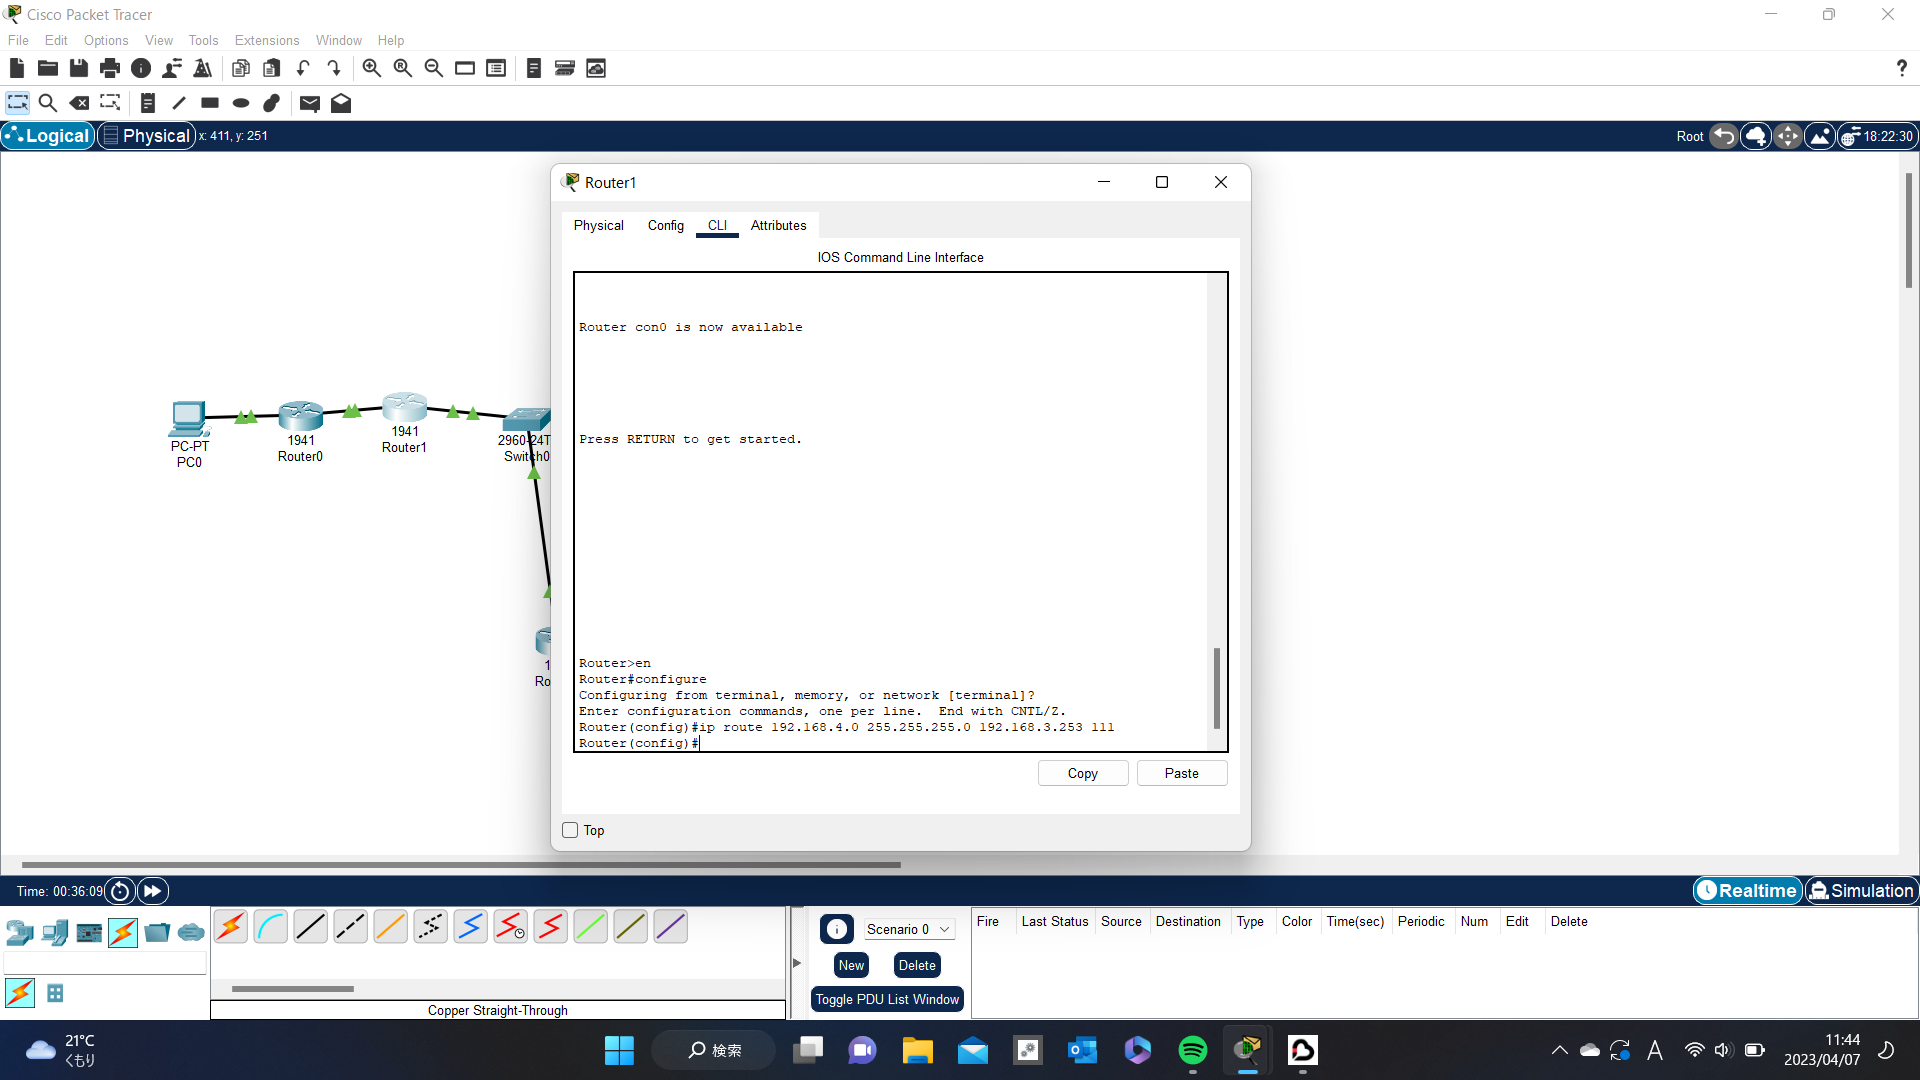 Cisco Packet Tracer
File Edit Options View Tools Extensions Window Help
Logical Physical x: 411, y: 251
Root 18:22:30
Router1
Physical Config CLI Attributes
IOS Command Line Interface
Router con0 is now available
Press RETURN to get started.
Router>en
Router#configure
Configuring from terminal, memory, or network [terminal]?
Enter configuration commands, one per line.  End with CNTL/Z.
Router(config)#ip route 192.168.4.0 255.255.255.0 192.168.3.253 111
Router(config)#
Copy Paste
Top
PC-PT
PC0
1941
Router0
1941
Router1
2960-24T
Switch0
1
Ro
Time: 00:36:09
Realtime Simulation
Scenario 0
New Delete
Toggle PDU List Window
Fire Last Status Source Destination Type Color Time(sec) Periodic Num Edit Delete
Copper Straight-Through
21°C
くもり
検索
A
11:44
2023/04/07